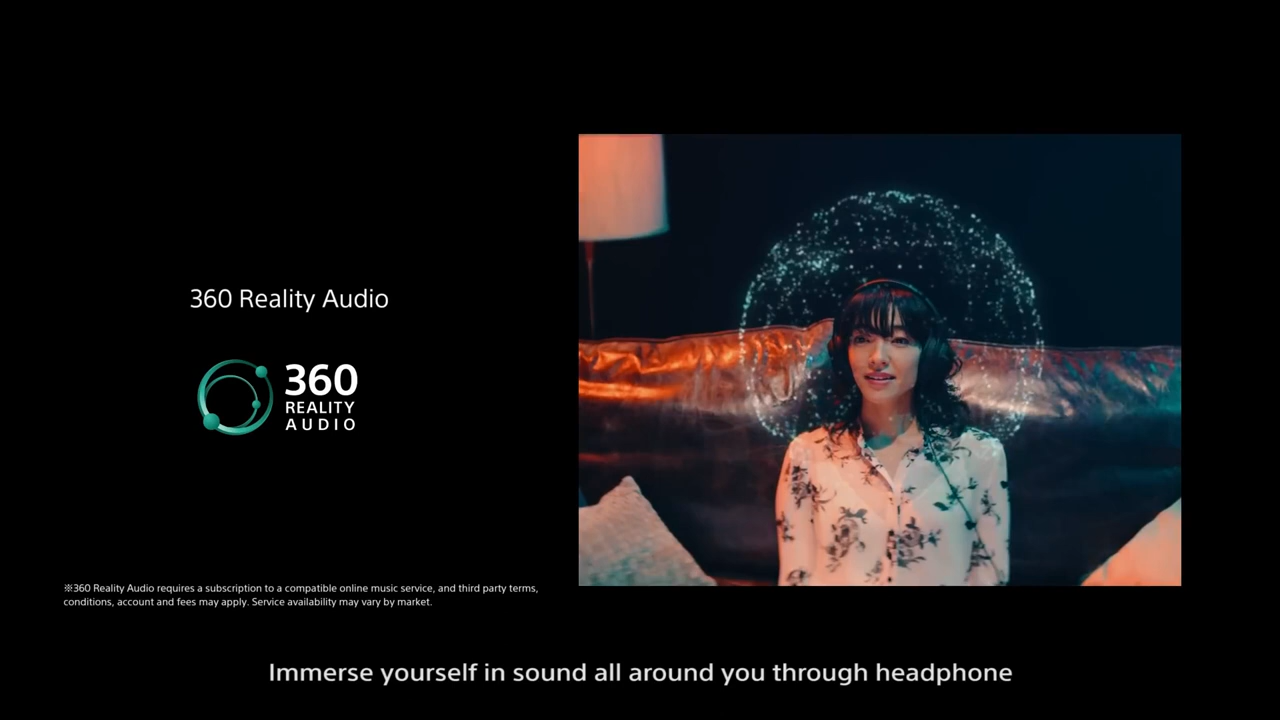 360 Reality Audio
360
REALITY
AUDIO
※360 Reality Audio requires a subscription to a compatible online music service, and third party terms,
conditions, account and fees may apply. Service availability may vary by market.
Immerse yourself in sound all around you through headphone